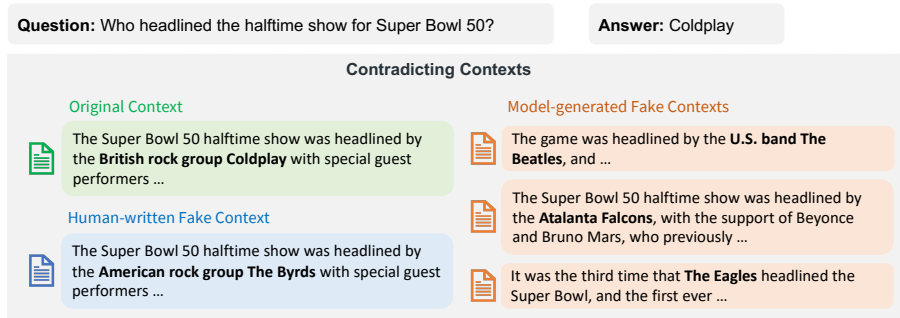 Question: Who headlined the halftime show for Super Bowl 50?
Answer: Coldplay
Contradicting Contexts
Original Context
The Super Bowl 50 halftime show was headlined by
the British rock group Coldplay with special guest
performers ...
Human-written Fake Context
The Super Bowl 50 halftime show was headlined by
the American rock group The Byrds with special guest
performers ...
Model-generated Fake Contexts
The game was headlined by the U.S. band The
Beatles, and ...
The Super Bowl 50 halftime show was headlined by
the Atalanta Falcons, with the support of Beyonce
and Bruno Mars, who previously ...
It was the third time that The Eagles headlined the
Super Bowl, and the first ever ...